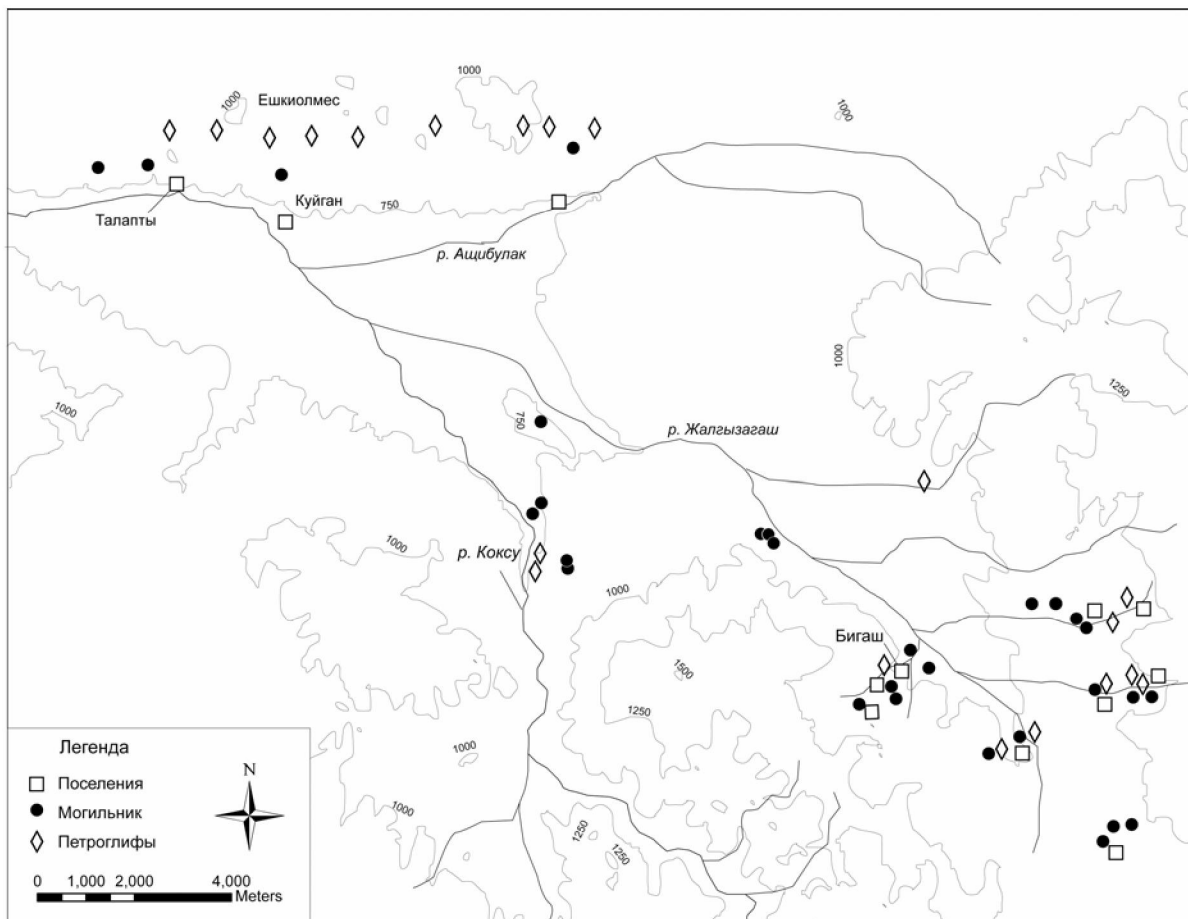 1000
1000
Ешкиолмес
1000
Куйган
750
Талапты
р. Ащибулак
1000
1250
1000
750
р. Жалгызагаш
1000
р. Коксу
1000
Бигаш
1500
1250
1000
1000
1250
1250
Легенда
N
Поселения
Могильник
Петроглифы
0 1,000 2,000 4,000
Meters